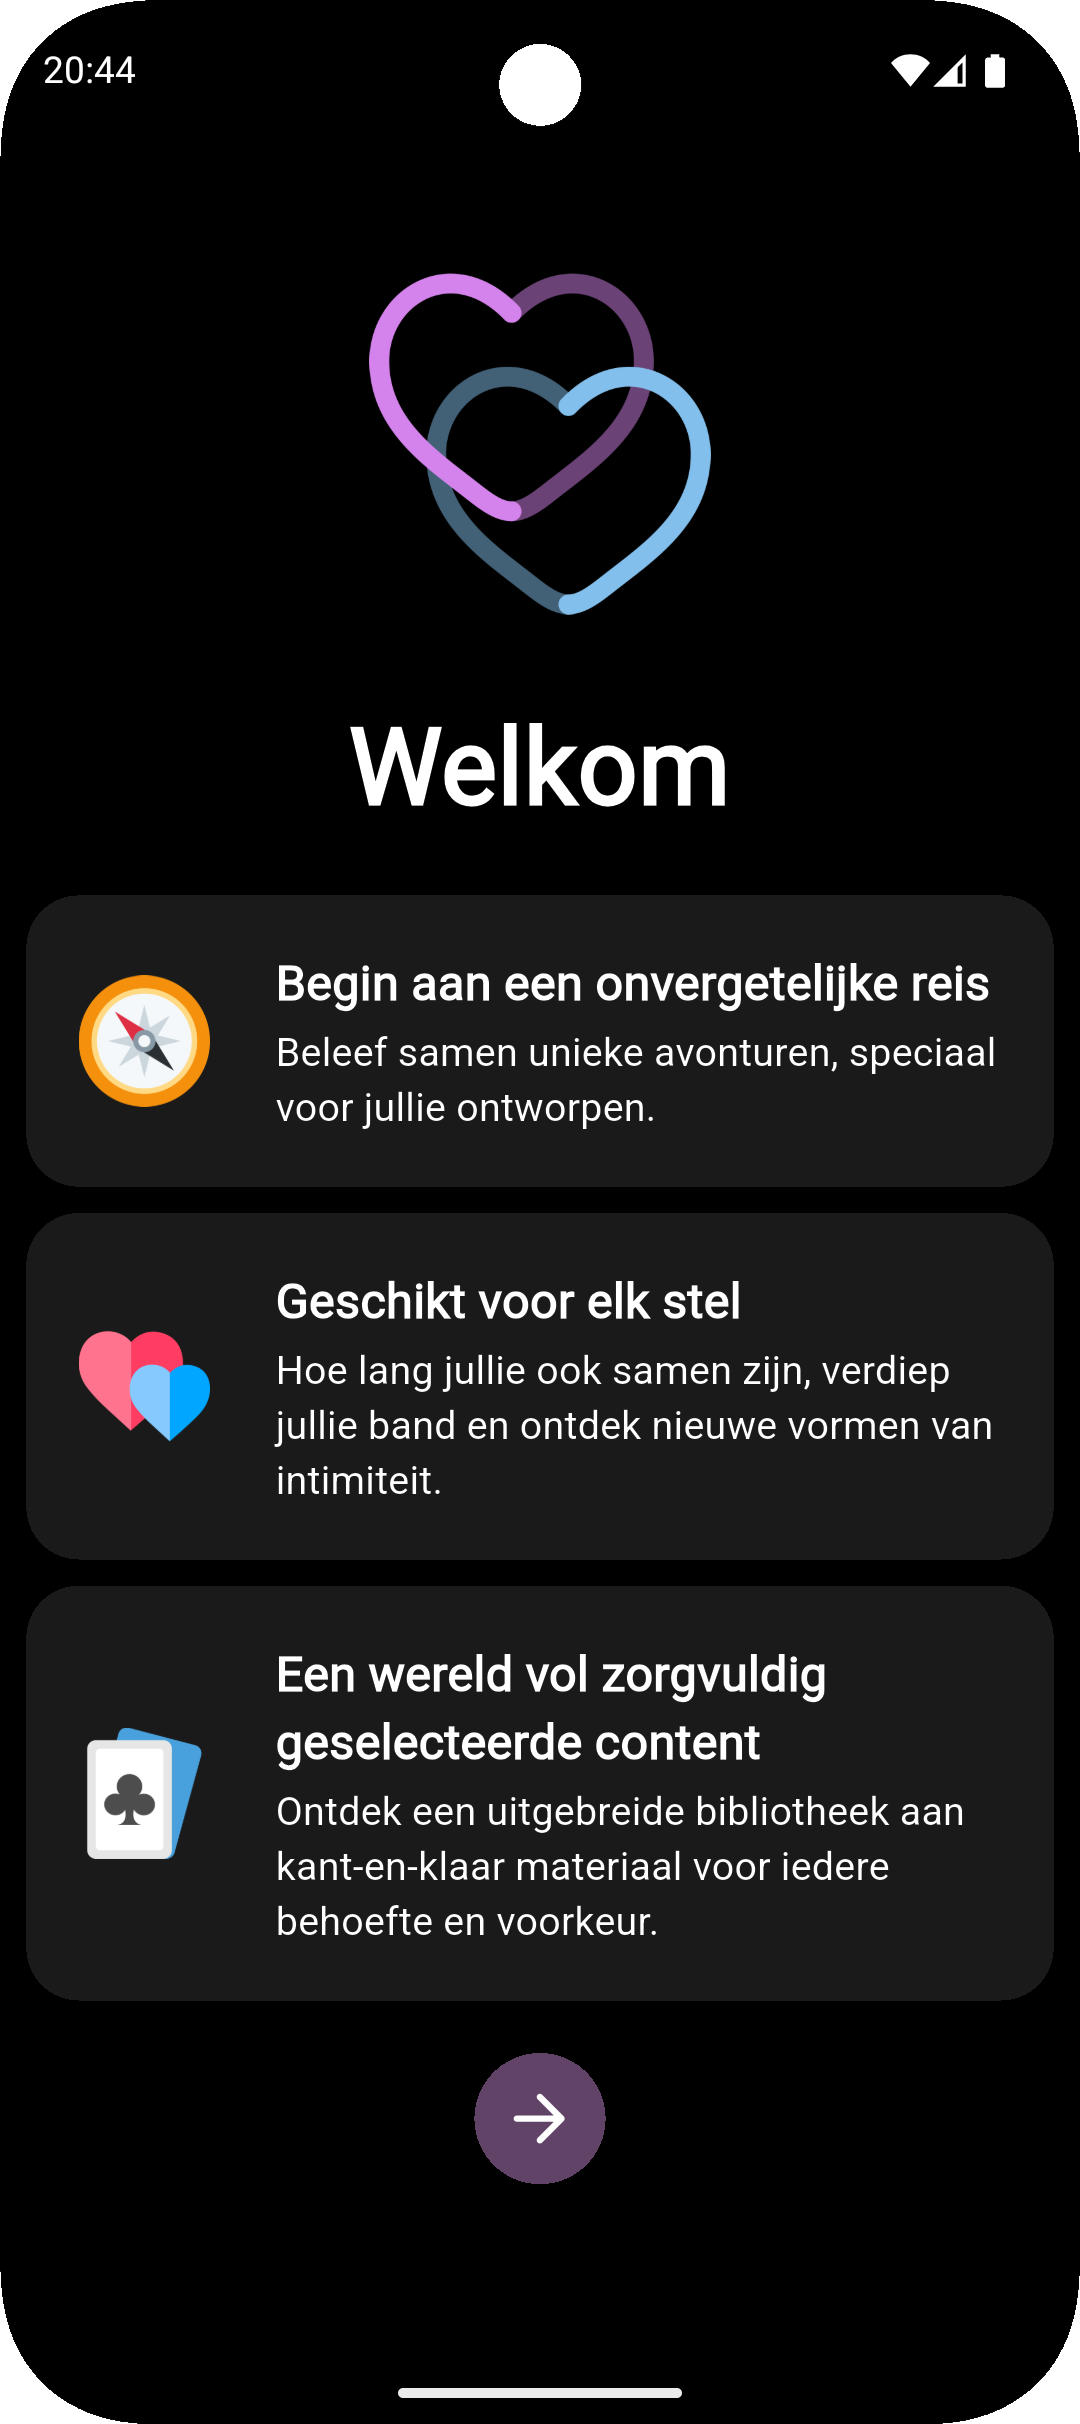 20:44
Welkom
Begin aan een onvergetelijke reis
Beleef samen unieke avonturen, speciaal
voor jullie ontworpen.
Geschikt voor elk stel
Hoe lang jullie ook samen zijn, verdiep
jullie band en ontdek nieuwe vormen van
intimiteit.
Een wereld vol zorgvuldig
geselecteerde content
Ontdek een uitgebreide bibliotheek aan
kant-en-klaar materiaal voor iedere
behoefte en voorkeur.